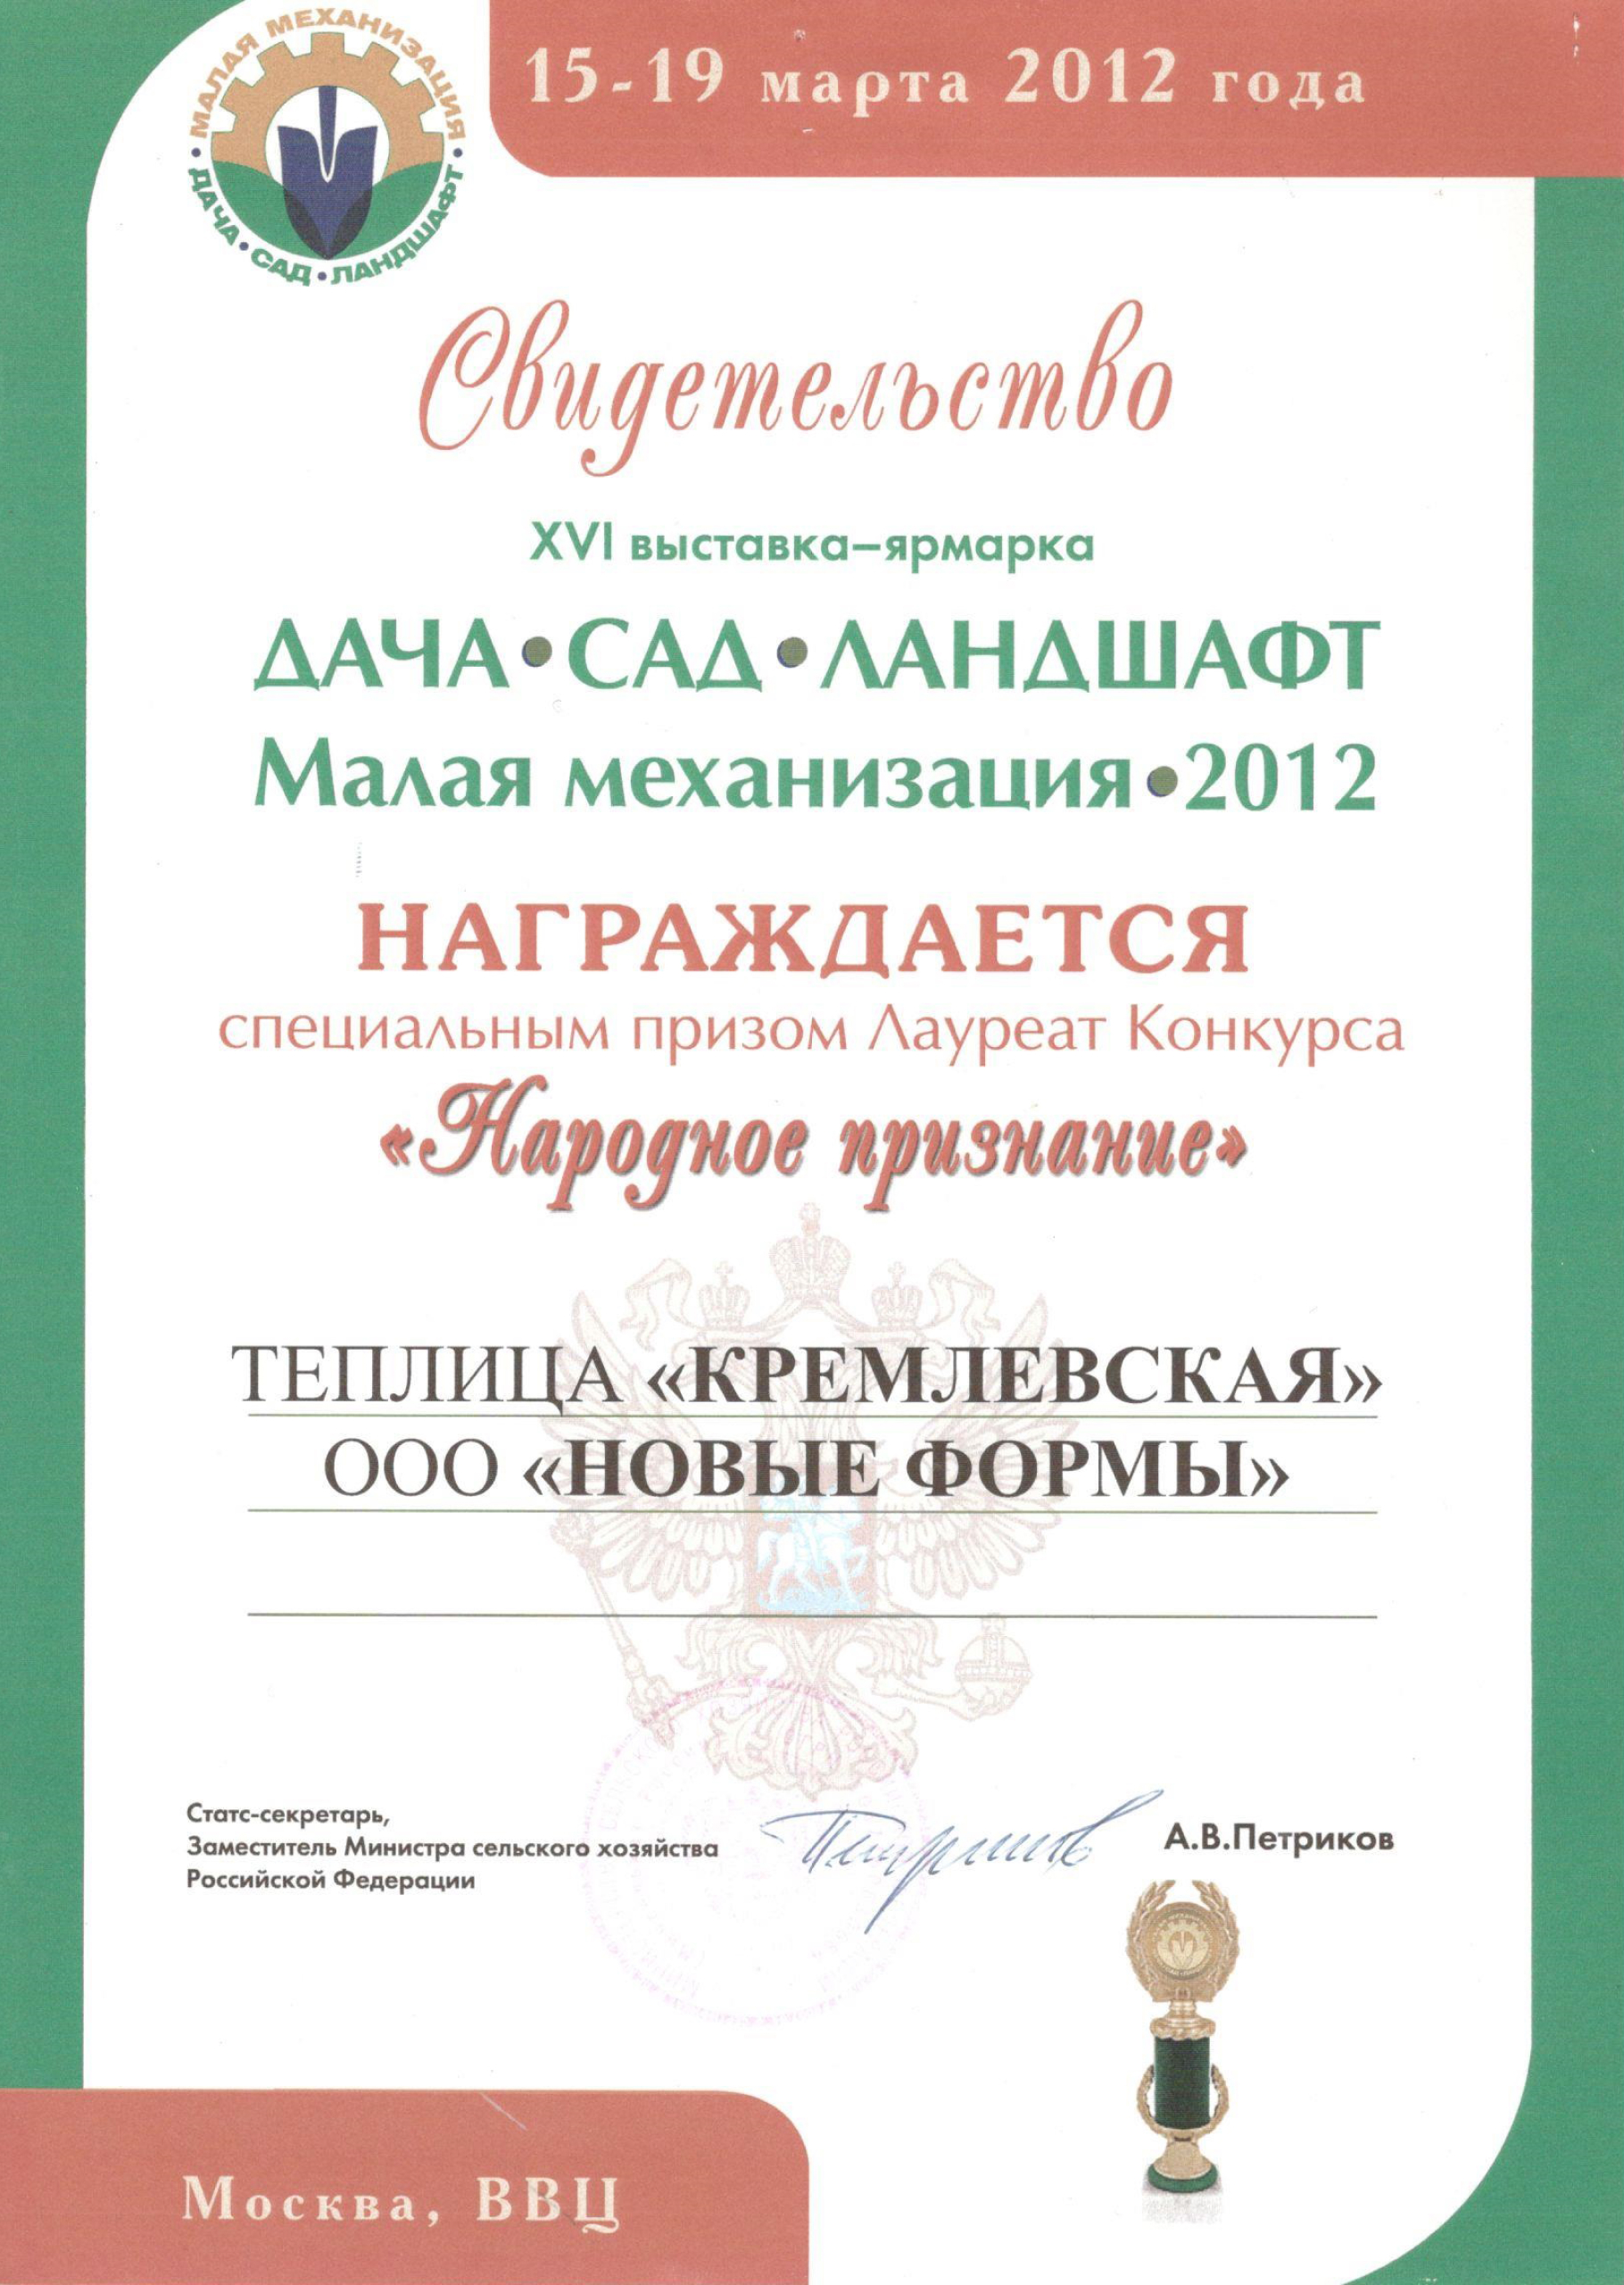 МАЛАЯ МЕХАНИЗАЦИЯ • ДАЧА • САД • ЛАНДШАФТ •
15-19 марта 2012 года
Свидетельство
XVI выставка–ярмарка
ДАЧА•САД•ЛАНДШАФТ
Малая механизация•2012
НАГРАЖДАЕТСЯ
специальным призом Лауреат Конкурса
«Народное признание»
ТЕПЛИЦА «КРЕМЛЕВСКАЯ»
ООО «НОВЫЕ ФОРМЫ»
Статс-секретарь,
Заместитель Министра сельского хозяйства
Российской Федерации
А.В.Петриков
Москва, ВВЦ